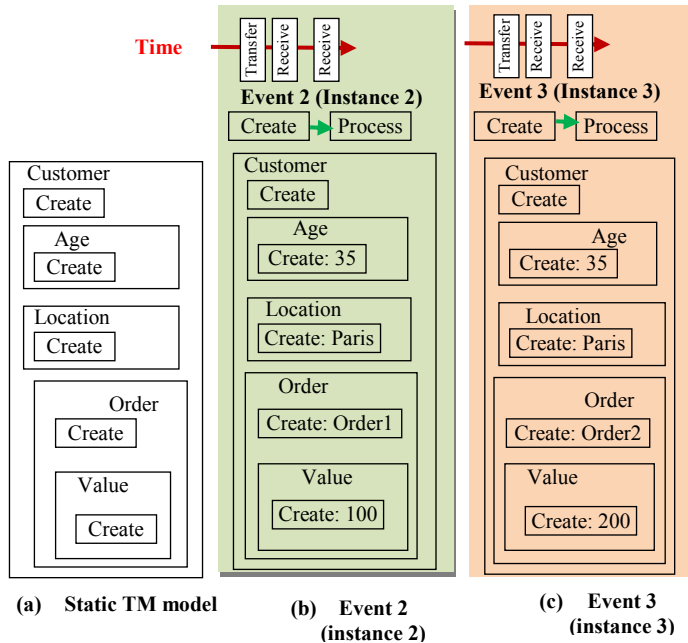 Time
Transfer
Receive
Receive
Event 2 (Instance 2)
Create
Process
Transfer
Receive
Receive
Event 3 (Instance 3)
Create
Process
Customer
Create
Age
Create
Location
Create
Order
Create
Value
Create
Customer
Create
Age
Create: 35
Location
Create: Paris
Order
Create: Order1
Value
Create: 100
Customer
Create
Age
Create: 35
Location
Create: Paris
Order
Create: Order2
Value
Create: 200
(a) Static TM model
(b) Event 2
(instance 2)
(c) Event 3
(instance 3)